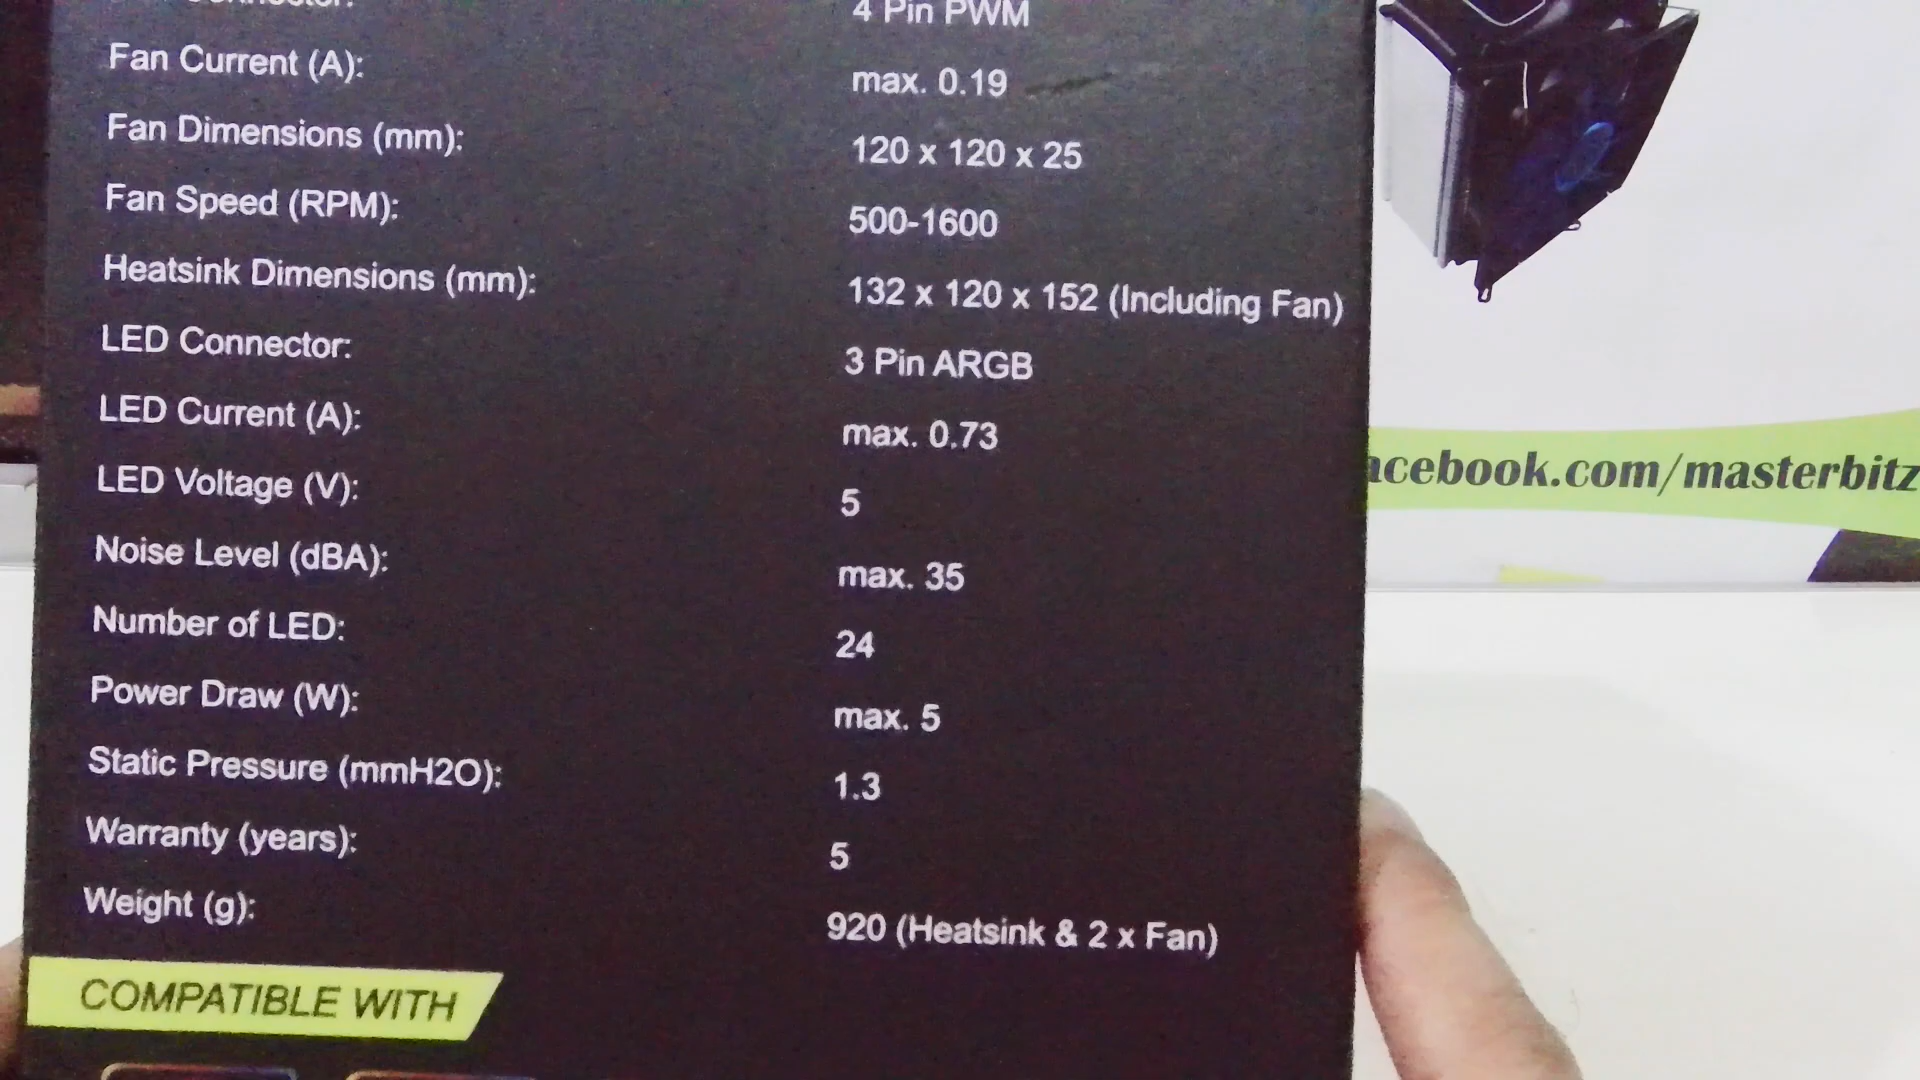 4 Pin PWM
Fan Current (A): max. 0.19
Fan Dimensions (mm): 120 x 120 x 25
Fan Speed (RPM): 500-1600
Heatsink Dimensions (mm): 132 x 120 x 152 (Including Fan)
LED Connector: 3 Pin ARGB
LED Current (A): max. 0.73
LED Voltage (V): 5
Noise Level (dBA): max. 35
Number of LED: 24
Power Draw (W): max. 5
Static Pressure (mmH2O): 1.3
Warranty (years): 5
Weight (g): 920 (Heatsink & 2 x Fan)
COMPATIBLE WITH
acebook.com/masterbitz